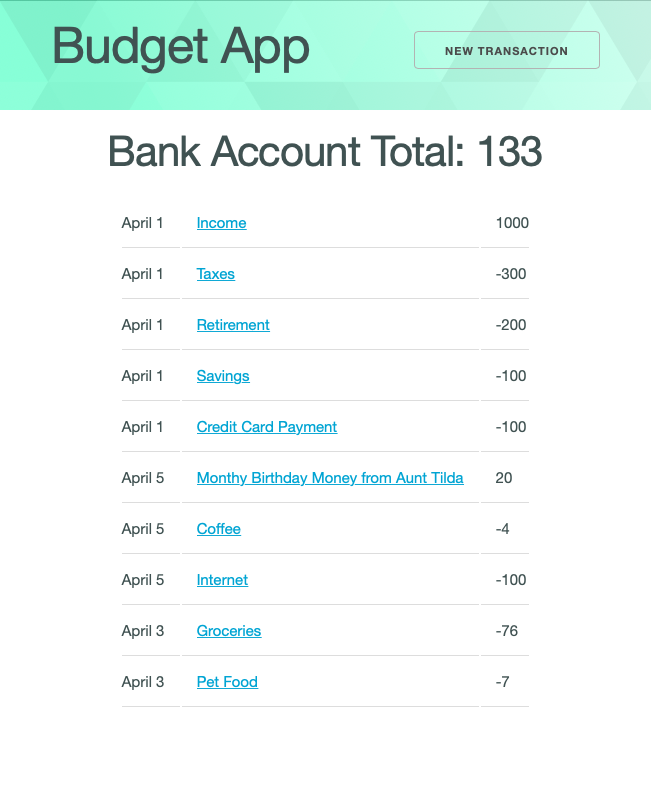 Budget App
NEW TRANSACTION
Bank Account Total: 133
April 1 Income 1000
April 1 Taxes -300
April 1 Retirement -200
April 1 Savings -100
April 1 Credit Card Payment -100
April 5 Monthy Birthday Money from Aunt Tilda 20
April 5 Coffee -4
April 5 Internet -100
April 3 Groceries -76
April 3 Pet Food -7